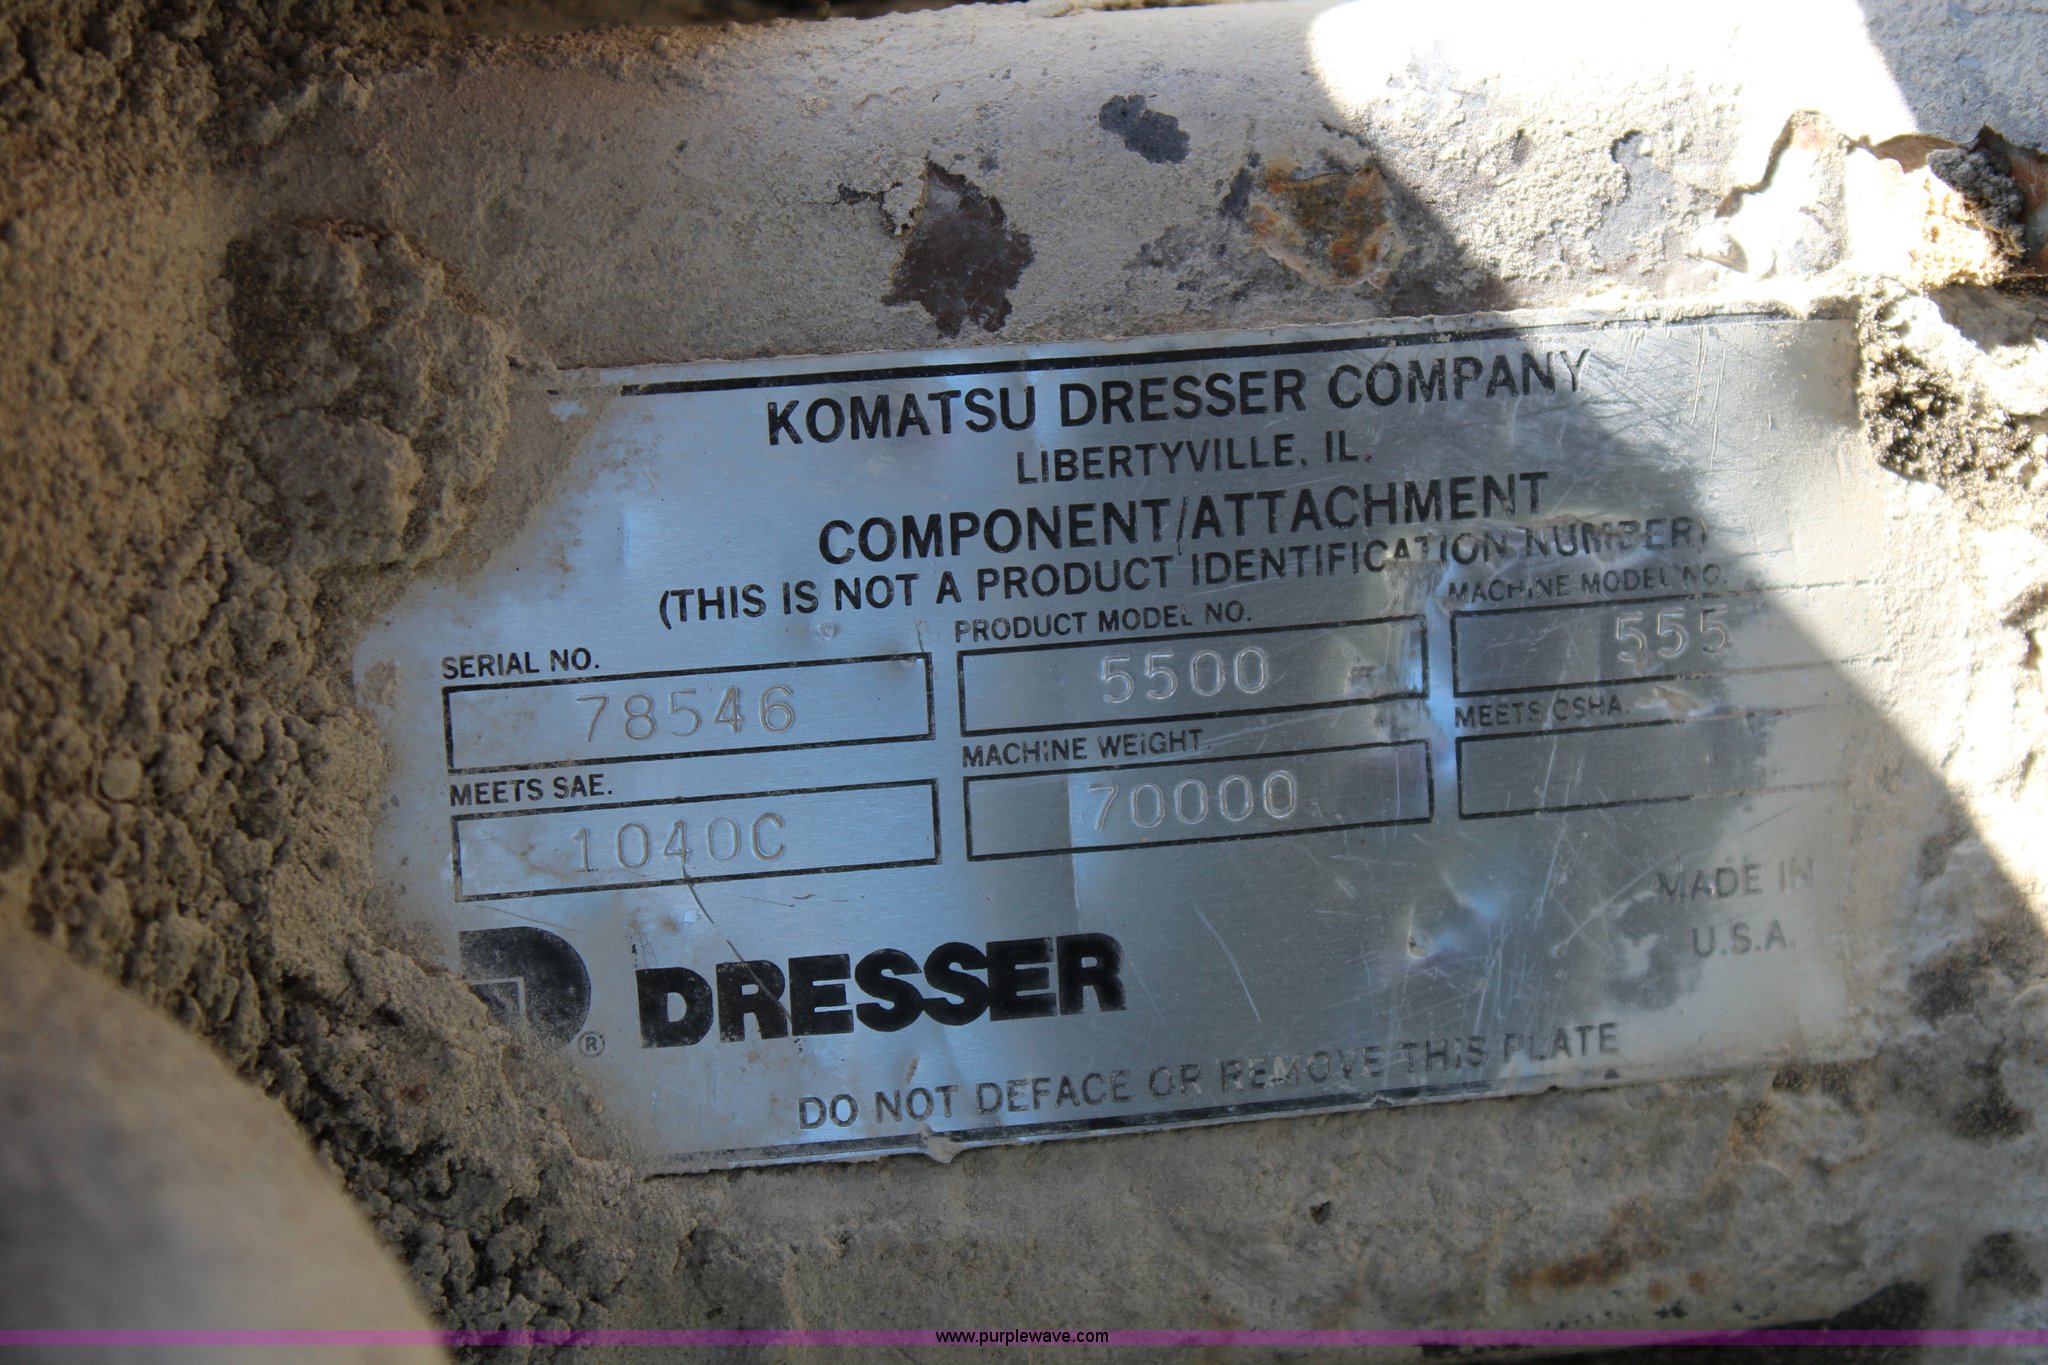 KOMATSU DRESSER COMPANY
LIBERTYVILLE, IL.
COMPONENT/ATTACHMENT
(THIS IS NOT A PRODUCT IDENTIFICATION NUMBER)
SERIAL NO. PRODUCT MODEL NO. MACHINE MODEL NO.
78546 5500 555
MEETS SAE. MACHINE WEIGHT. MEETS OSHA.
1040C 70000
MADE IN
U.S.A.
® DRESSER
DO NOT DEFACE OR REMOVE THIS PLATE
www.purplewave.com